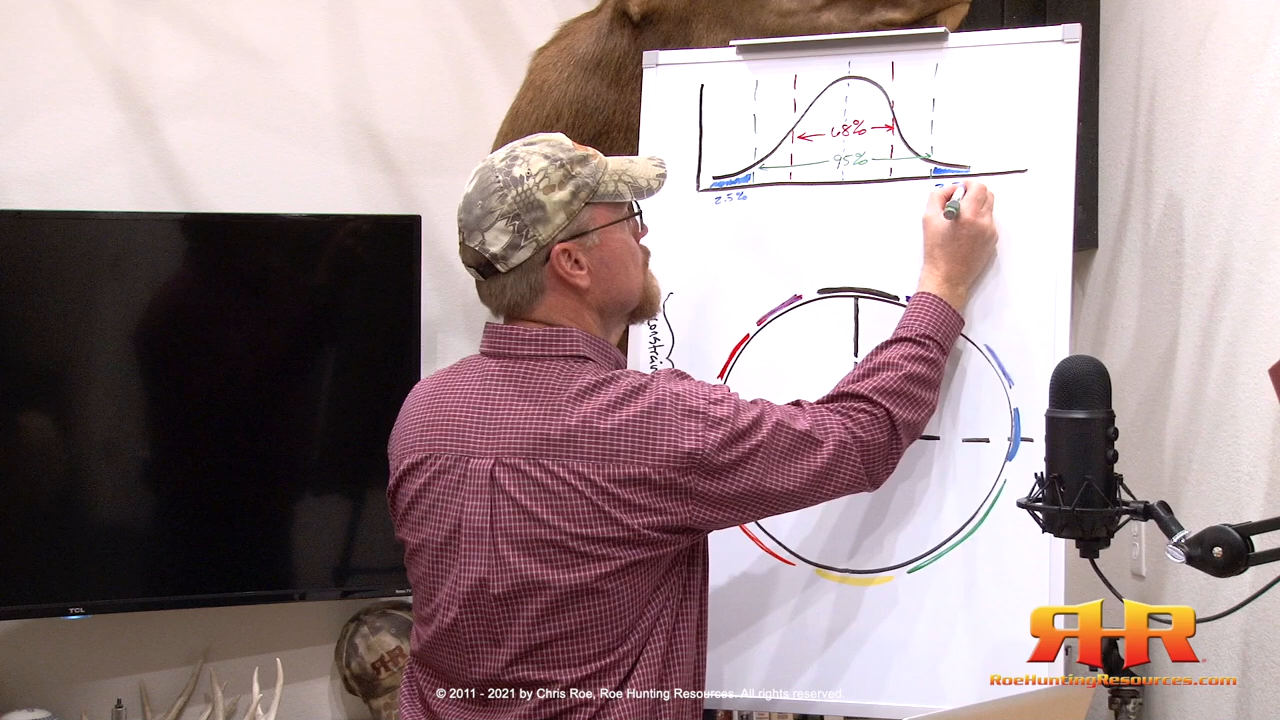 68%
95%
2.5%
TCL
RHR
© 2011 - 2021 by Chris Roe, Roe Hunting Resources. All rights reserved.
RoeHuntingResources.com